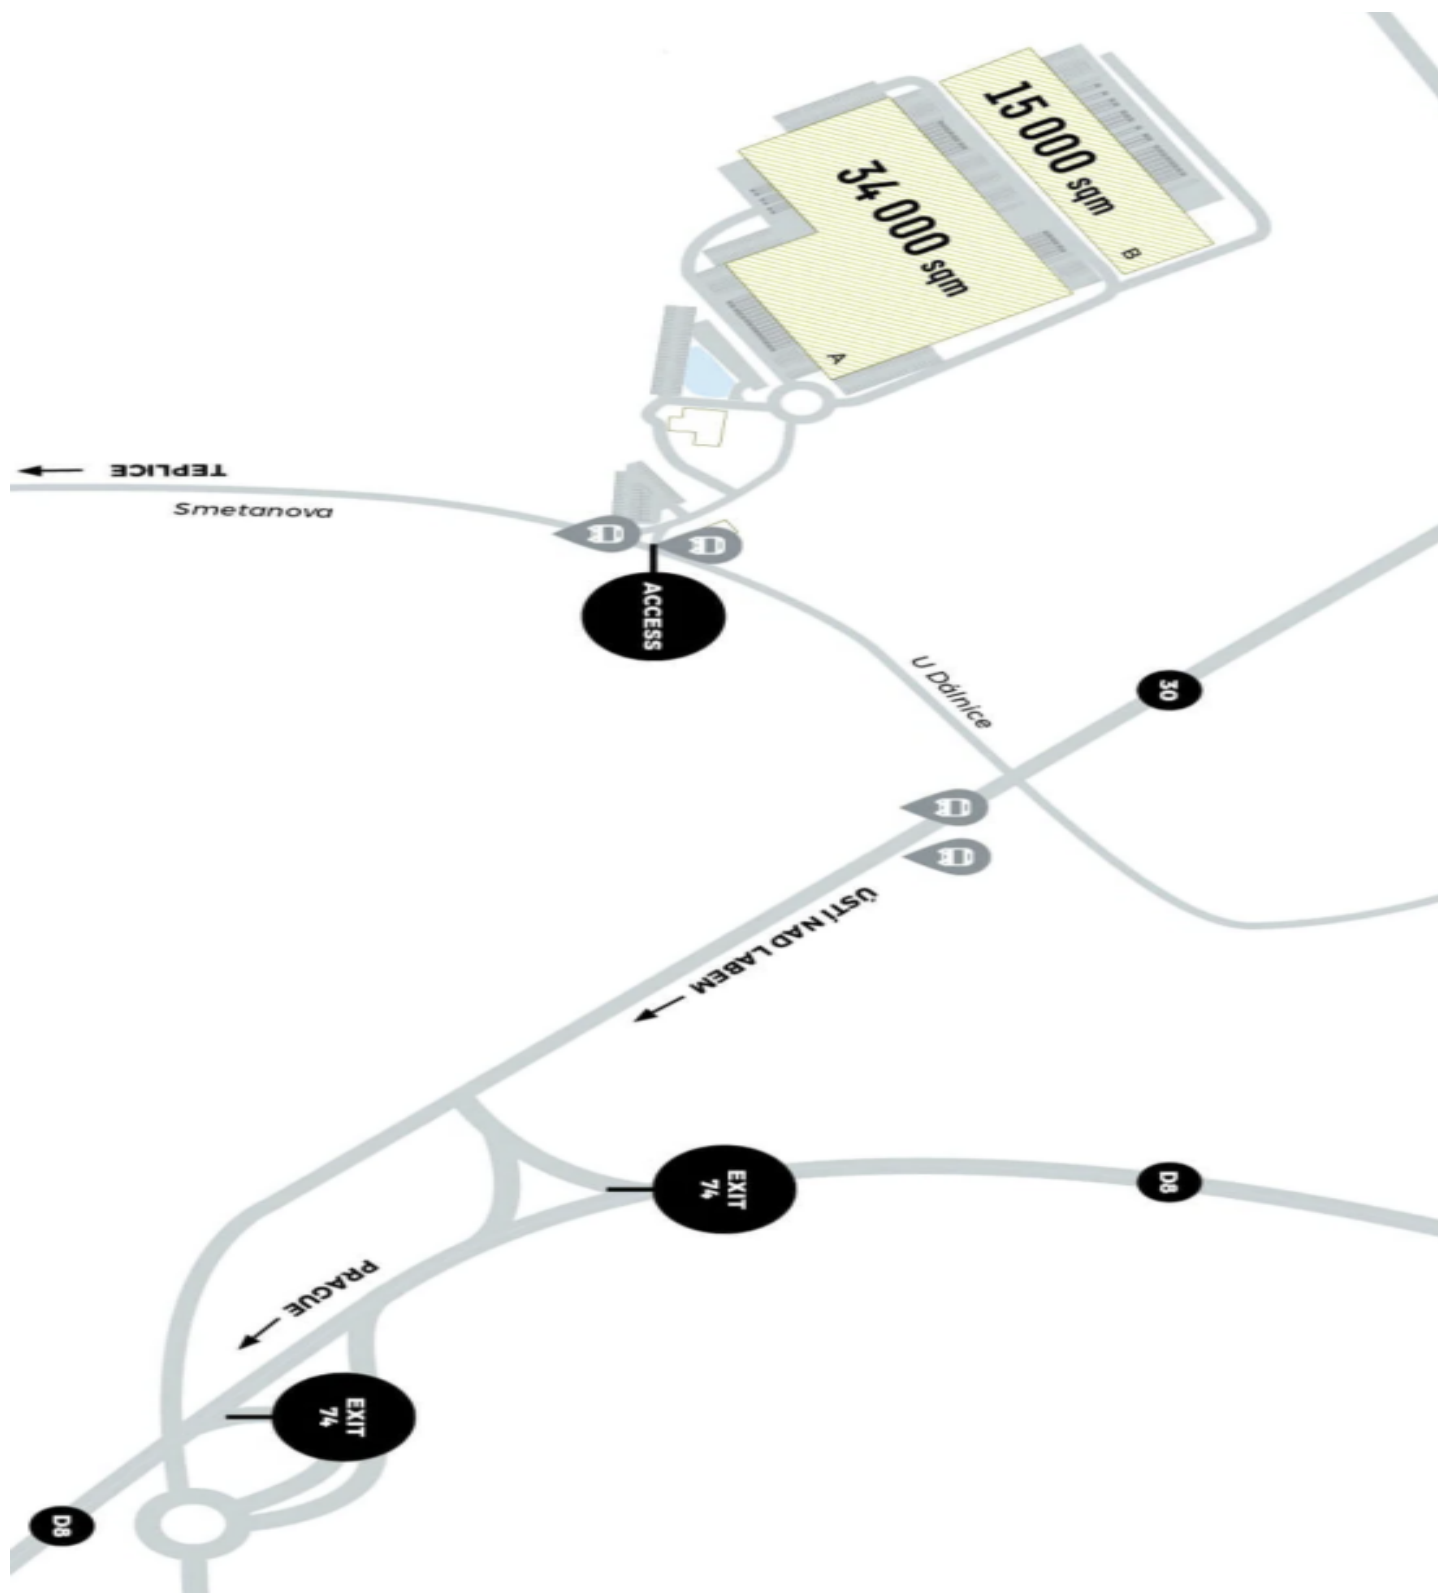 15 000 sqm
B
34 000 sqm
A
TEPLICE
Smetanova
ACCESS
U Dálnice
30
ÚSTÍ NAD LABEM
EXIT
74
D8
PRAGUE
EXIT
74
D8